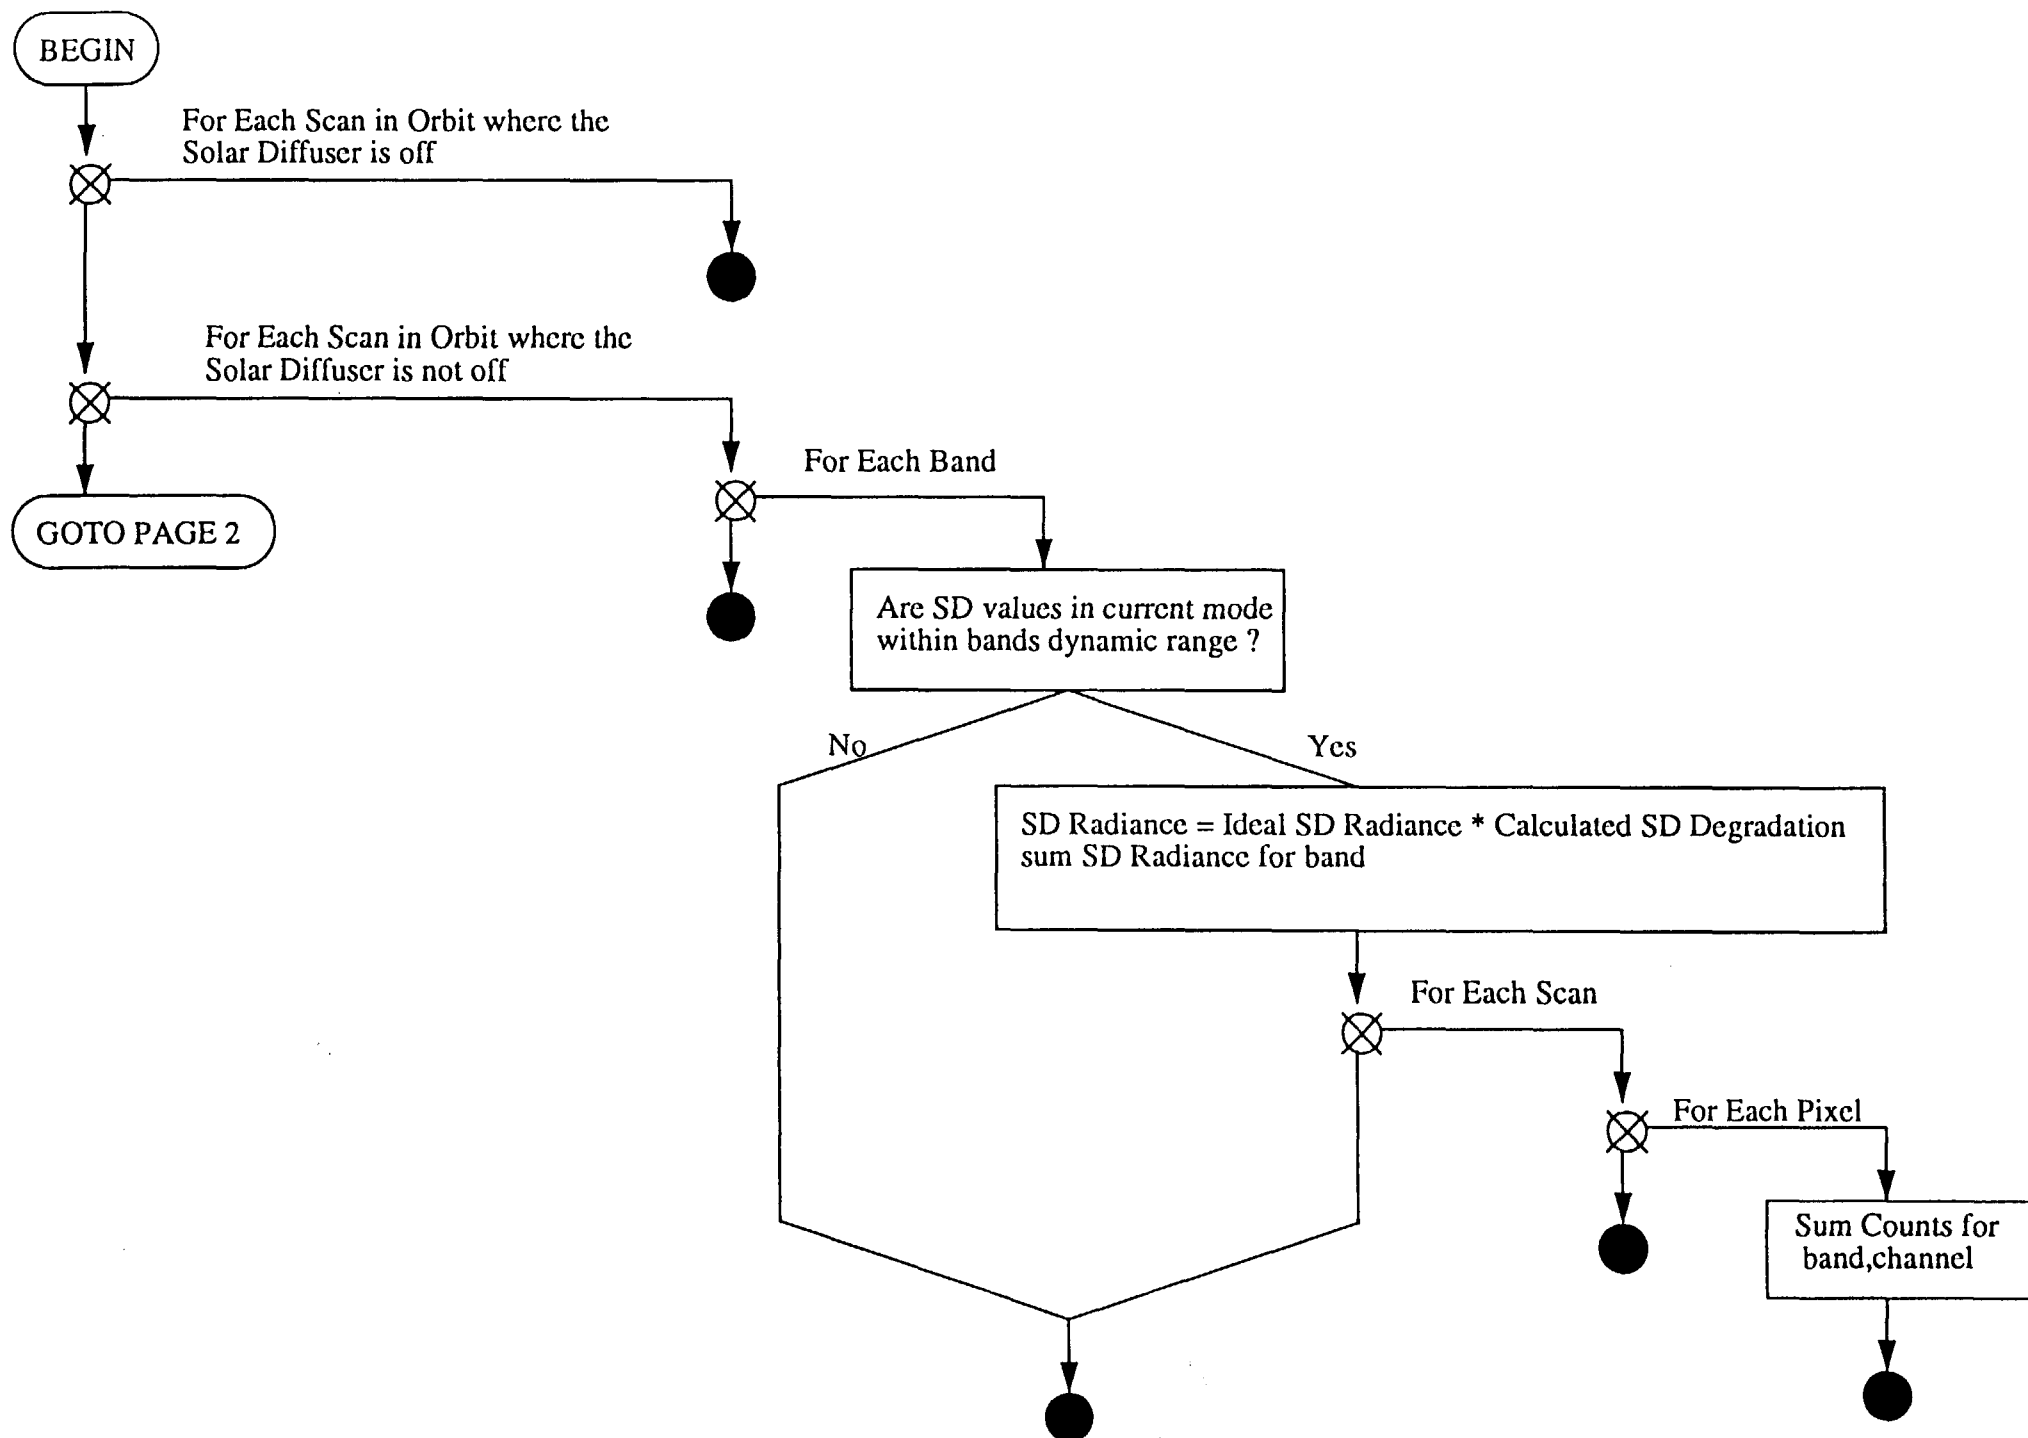 BEGIN
For Each Scan in Orbit where the
Solar Diffuser is off
For Each Scan in Orbit where the
Solar Diffuser is not off
GOTO PAGE 2
For Each Band
Are SD values in current mode
within bands dynamic range ?
No
Yes
SD Radiance = Ideal SD Radiance * Calculated SD Degradation
sum SD Radiance for band
For Each Scan
For Each Pixel
Sum Counts for
band,channel